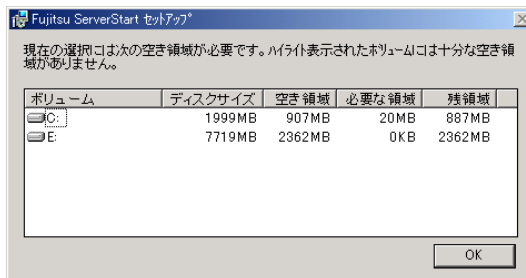 Fujitsu ServerStart ｾｯﾄｱｯﾌﾟ
現在の選択には次の空き領域が必要です。ﾊｲﾗｲﾄ表示されたﾎﾞﾘｭｰﾑには十分な空き領
域がありません。
ボリューム ディスクサイズ 空き領域 必要な領域 残領域
C: 1999MB 907MB 20MB 887MB
E: 7719MB 2362MB 0KB 2362MB
OK